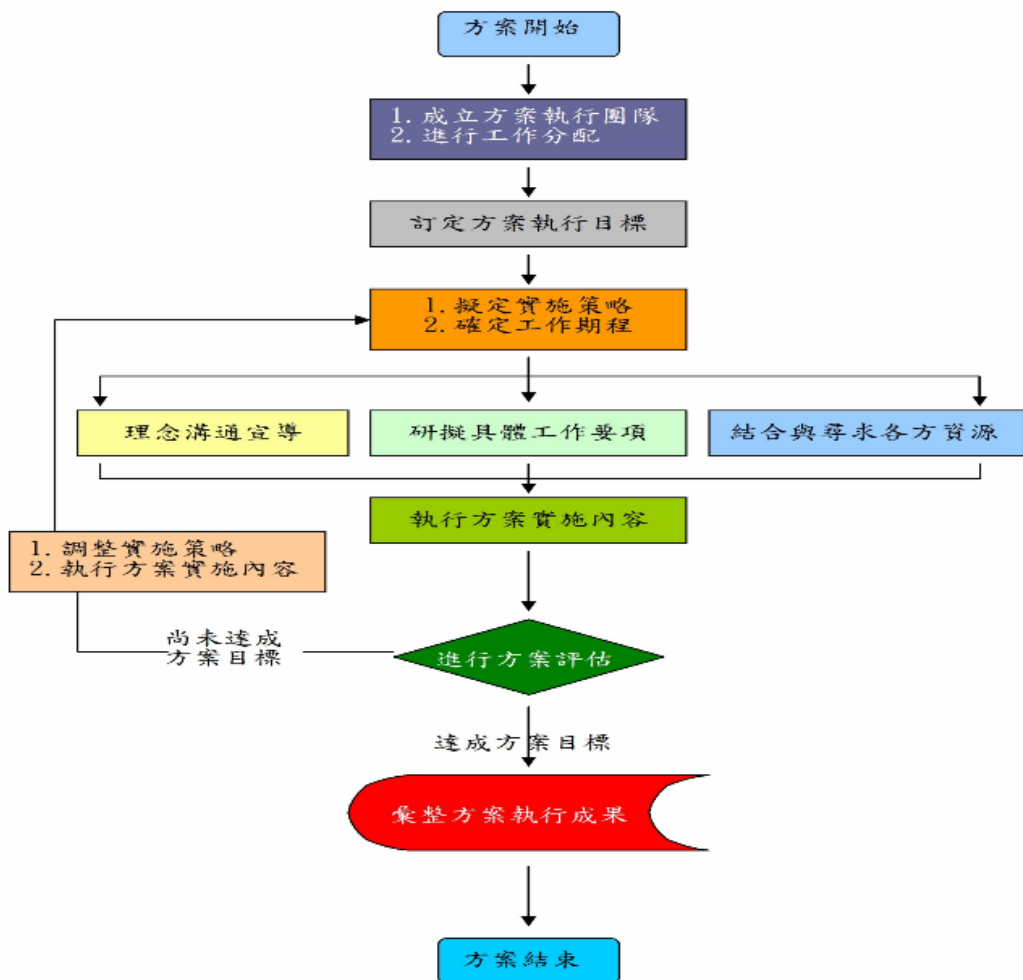 方案開始
1. 成立方案執行團隊
2. 進行工作分配
訂定方案執行目標
1. 擬定實施策略
2. 確定工作期程
理念溝通宣導
研擬具體工作要項
結合與尋求各方資源
執行方案實施內容
1. 調整實施策略
2. 執行方案實施內容
尚未達成
方案目標
進行方案評估
達成方案目標
彙整方案執行成果
方案結束